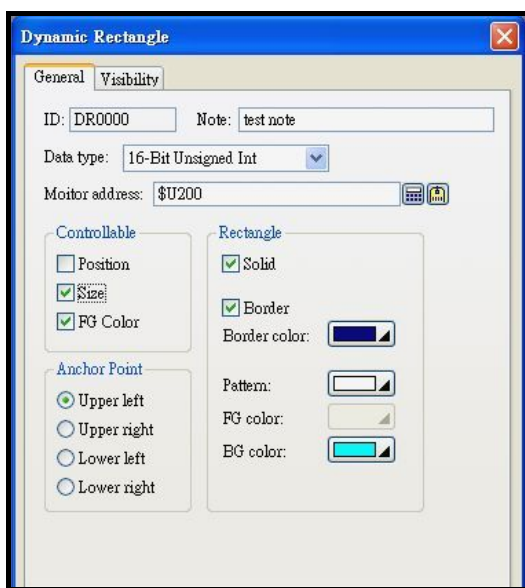 Dynamic Rectangle
General Visibility
ID: DR0000 Note: test note
Data type: 16-Bit Unsigned Int
Moitor address: $U200
Controllable
Position
Size
FG Color
Anchor Point
Upper left
Upper right
Lower left
Lower right
Rectangle
Solid
Border
Border color:
Pattern:
FG color:
BG color: